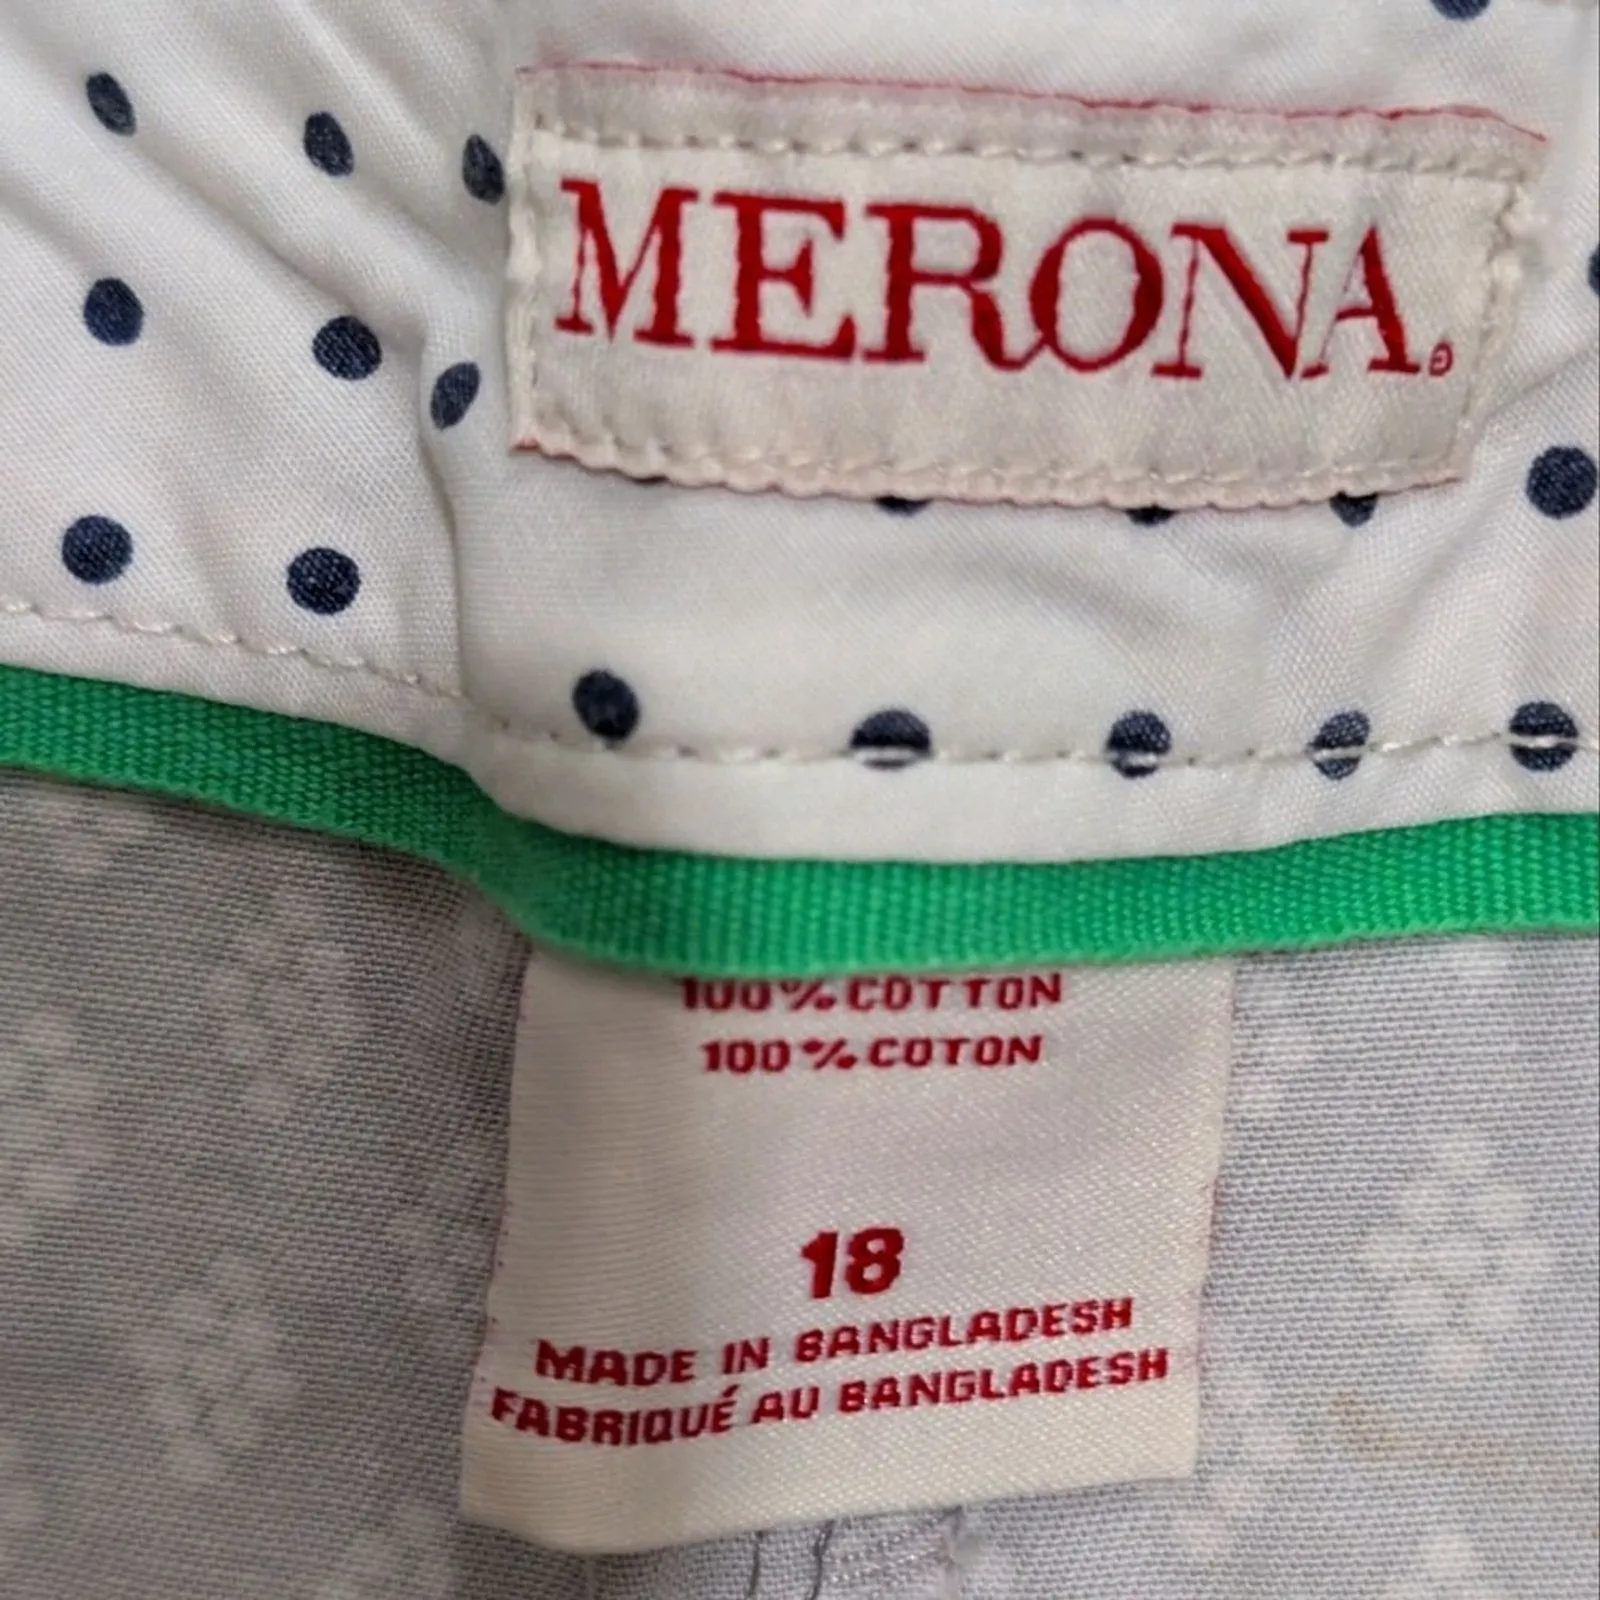 MERONA®
100% COTTON
100% COTON
18
MADE IN BANGLADESH
FABRIQUÉ AU BANGLADESH